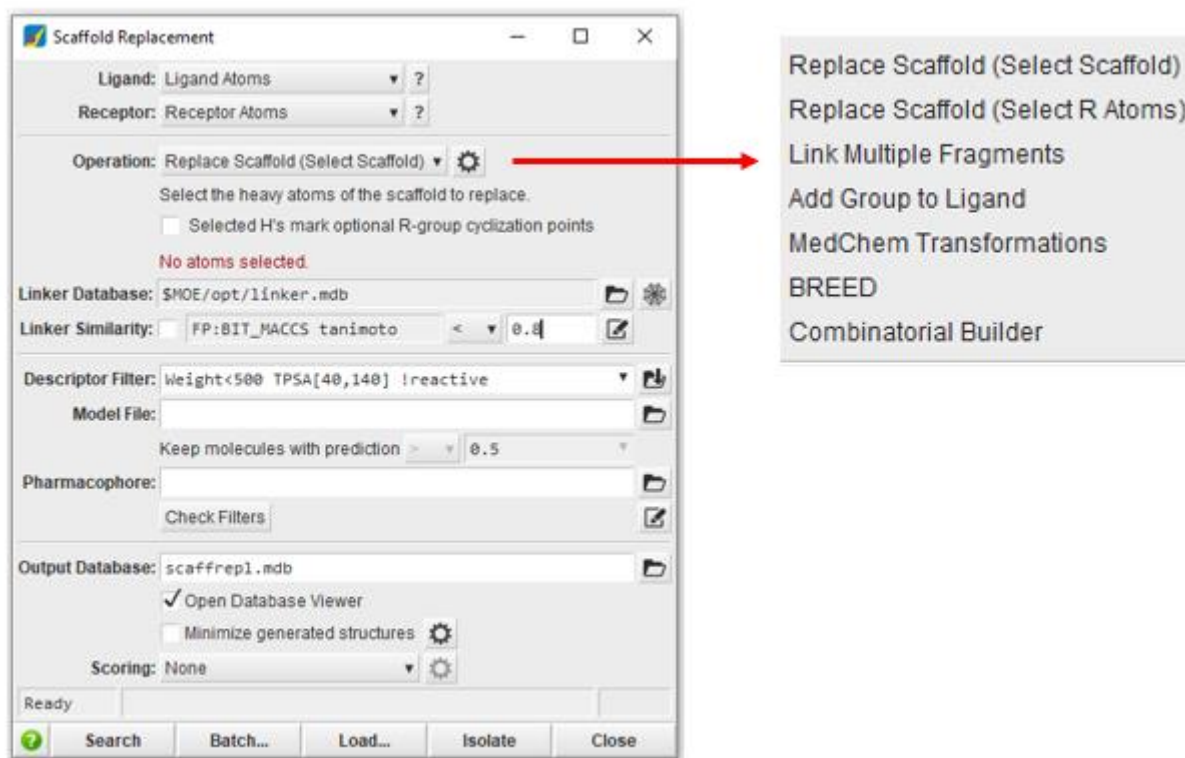 Scaffold Replacement
Ligand: Ligand Atoms ?
Receptor: Receptor Atoms ?
Operation: Replace Scaffold (Select Scaffold)
Select the heavy atoms of the scaffold to replace.
Selected H's mark optional R-group cyclization points
No atoms selected.
Linker Database: $MOE/opt/linker.mdb
Linker Similarity: FP:BIT_MACCS tanimoto < 0.8
Descriptor Filter: Weight<500 TPSA[40,140] !reactive
Model File:
Keep molecules with prediction > 0.5
Pharmacophore:
Check Filters
Output Database: scaffrepl.mdb
Open Database Viewer
Minimize generated structures
Scoring: None
Ready
? Search Batch... Load... Isolate Close
Replace Scaffold (Select Scaffold)
Replace Scaffold (Select R Atoms)
Link Multiple Fragments
Add Group to Ligand
MedChem Transformations
BREED
Combinatorial Builder